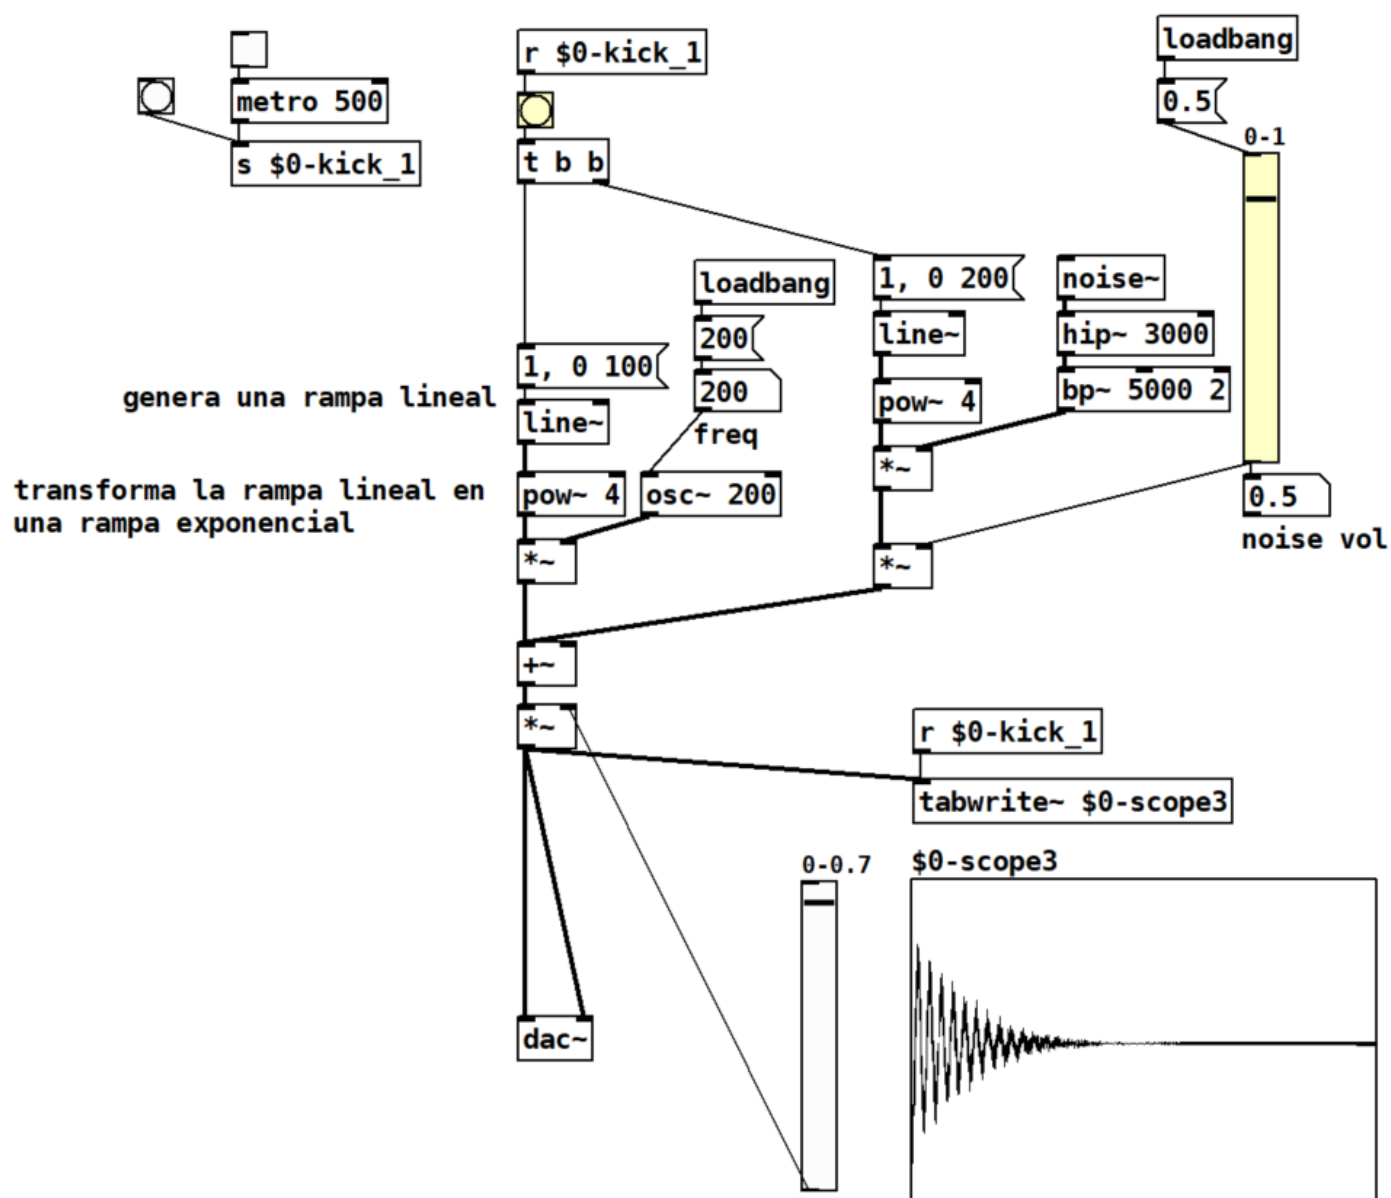 loadbang
r $0-kick_1
metro 500
0.5
0-1
s $0-kick_1
t b b
loadbang
1, 0 200
noise~
200
line~
hip~ 3000
1, 0 100
200
pow~ 4
bp~ 5000 2
genera una rampa lineal
line~
freq
*~
transforma la rampa lineal en
una rampa exponencial
pow~ 4
osc~ 200
0.5
noise vol
*~
*~
+~
*~
r $0-kick_1
tabwrite~ $0-scope3
0-0.7
$0-scope3
dac~